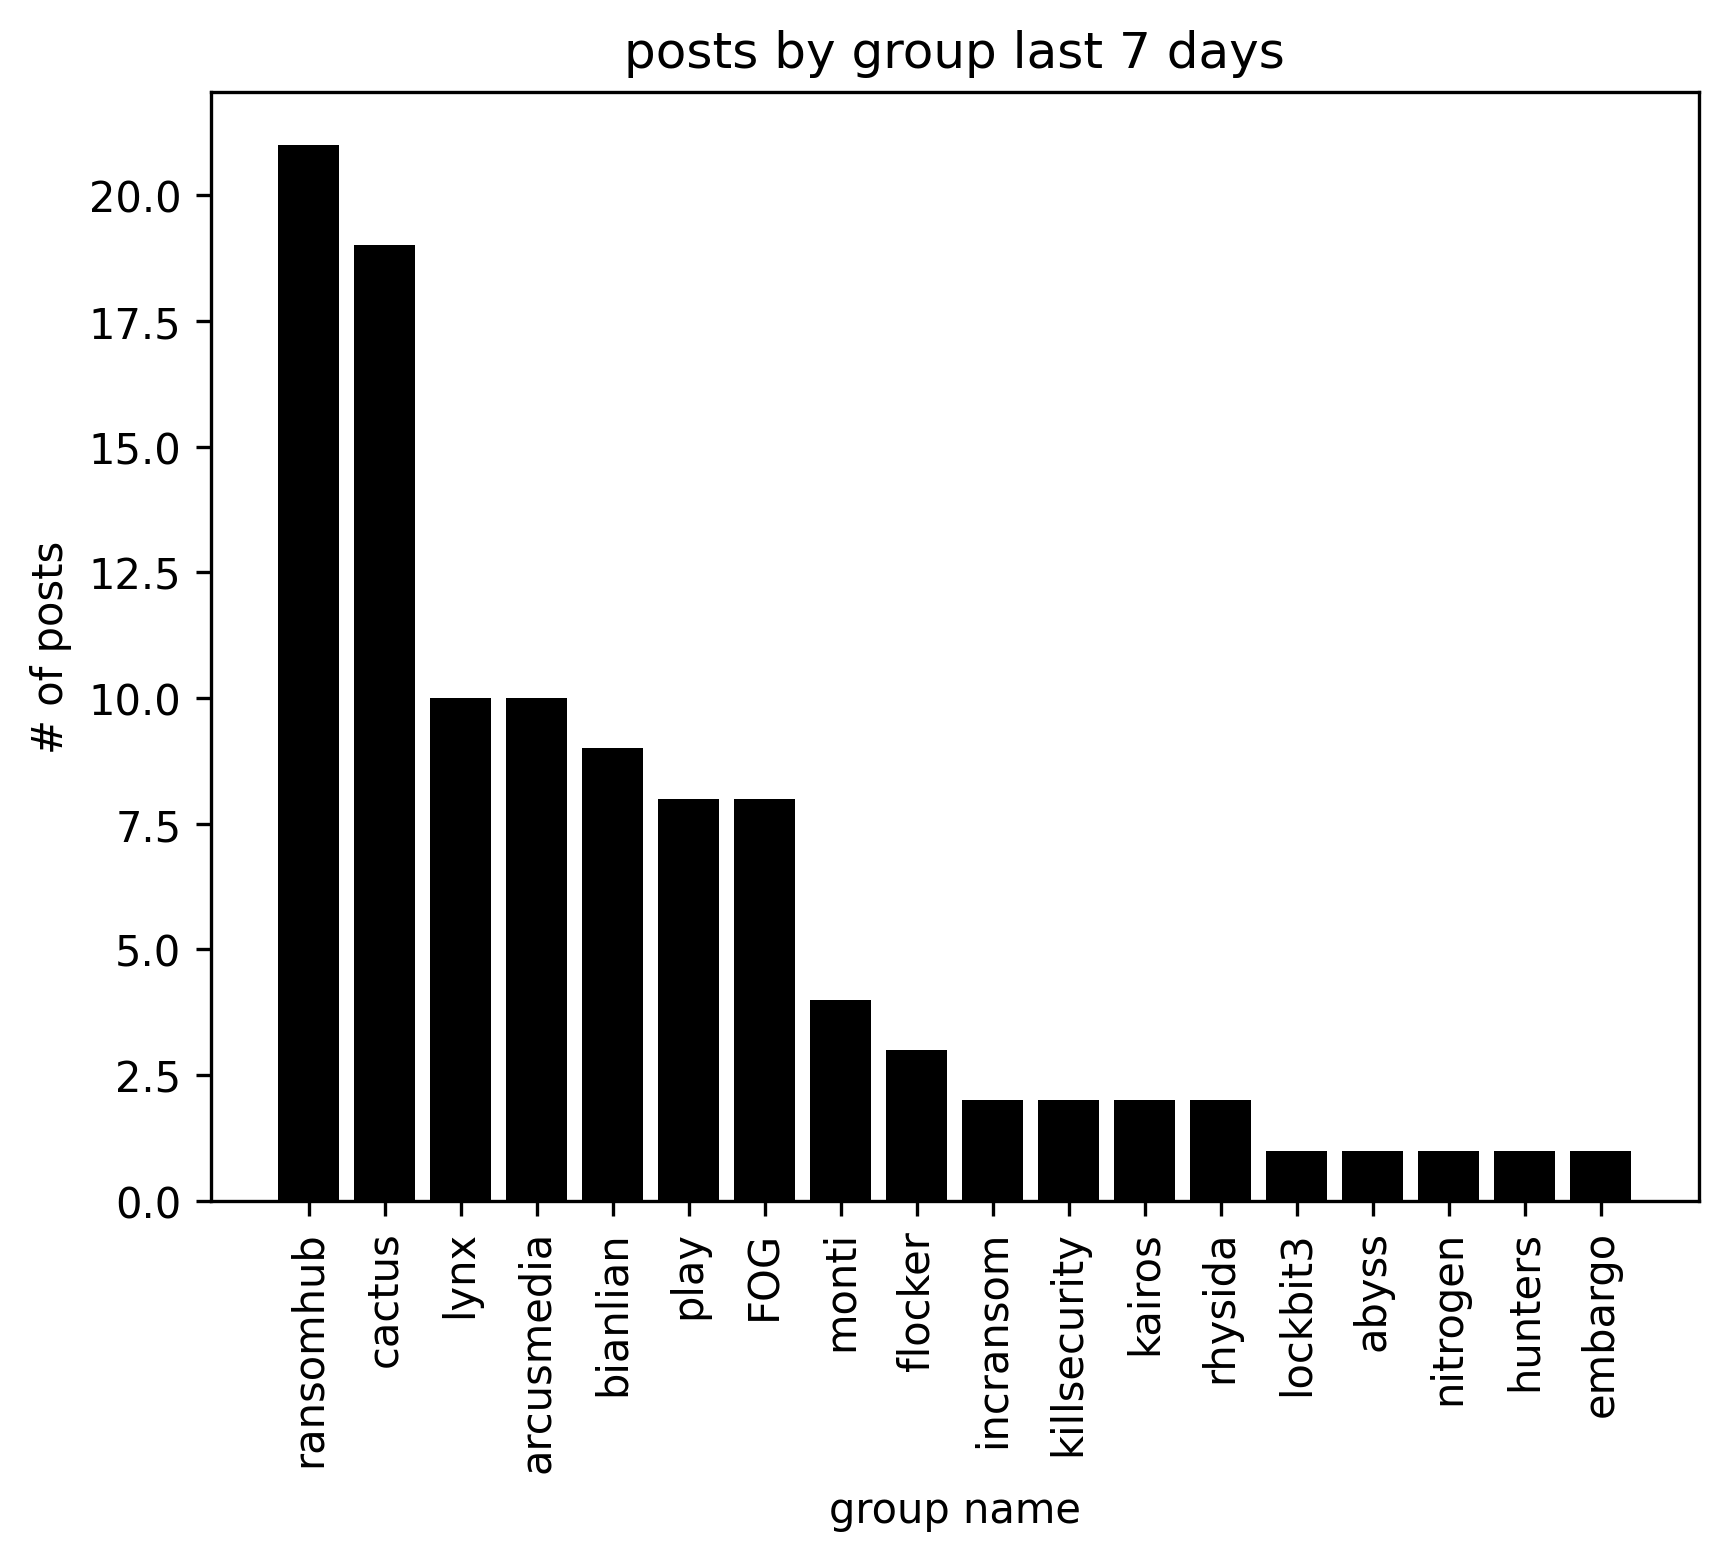 posts by group last 7 days
# of posts
20.0
17.5
15.0
12.5
10.0
7.5
5.0
2.5
0.0
ransomhub
cactus
lynx
arcusmedia
bianlian
play
FOG
monti
flocker
incransom
killsecurity
kairos
rhysida
lockbit3
abyss
nitrogen
hunters
embargo
group name